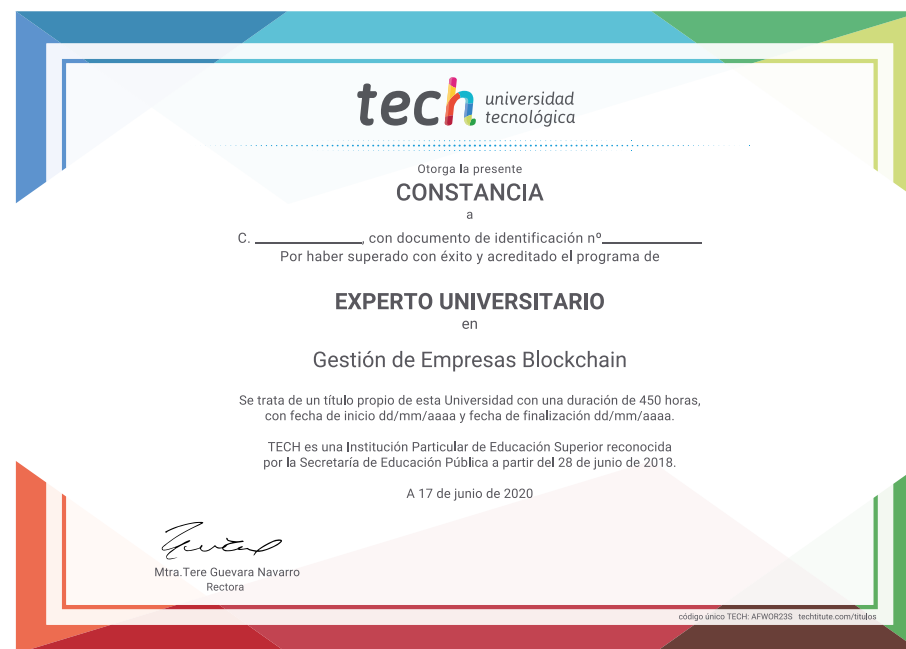 tech universidad
tecnológica
Otorga la presente
CONSTANCIA
a
C. ____________, con documento de identificación nº____________
Por haber superado con éxito y acreditado el programa de
EXPERTO UNIVERSITARIO
en
Gestión de Empresas Blockchain
Se trata de un título propio de esta Universidad con una duración de 450 horas,
con fecha de inicio dd/mm/aaaa y fecha de finalización dd/mm/aaaa.
TECH es una Institución Particular de Educación Superior reconocida
por la Secretaría de Educación Pública a partir del 28 de junio de 2018.
A 17 de junio de 2020
Mtra.Tere Guevara Navarro
Rectora
código único TECH: AFWOR23S techtitute.com/titulos